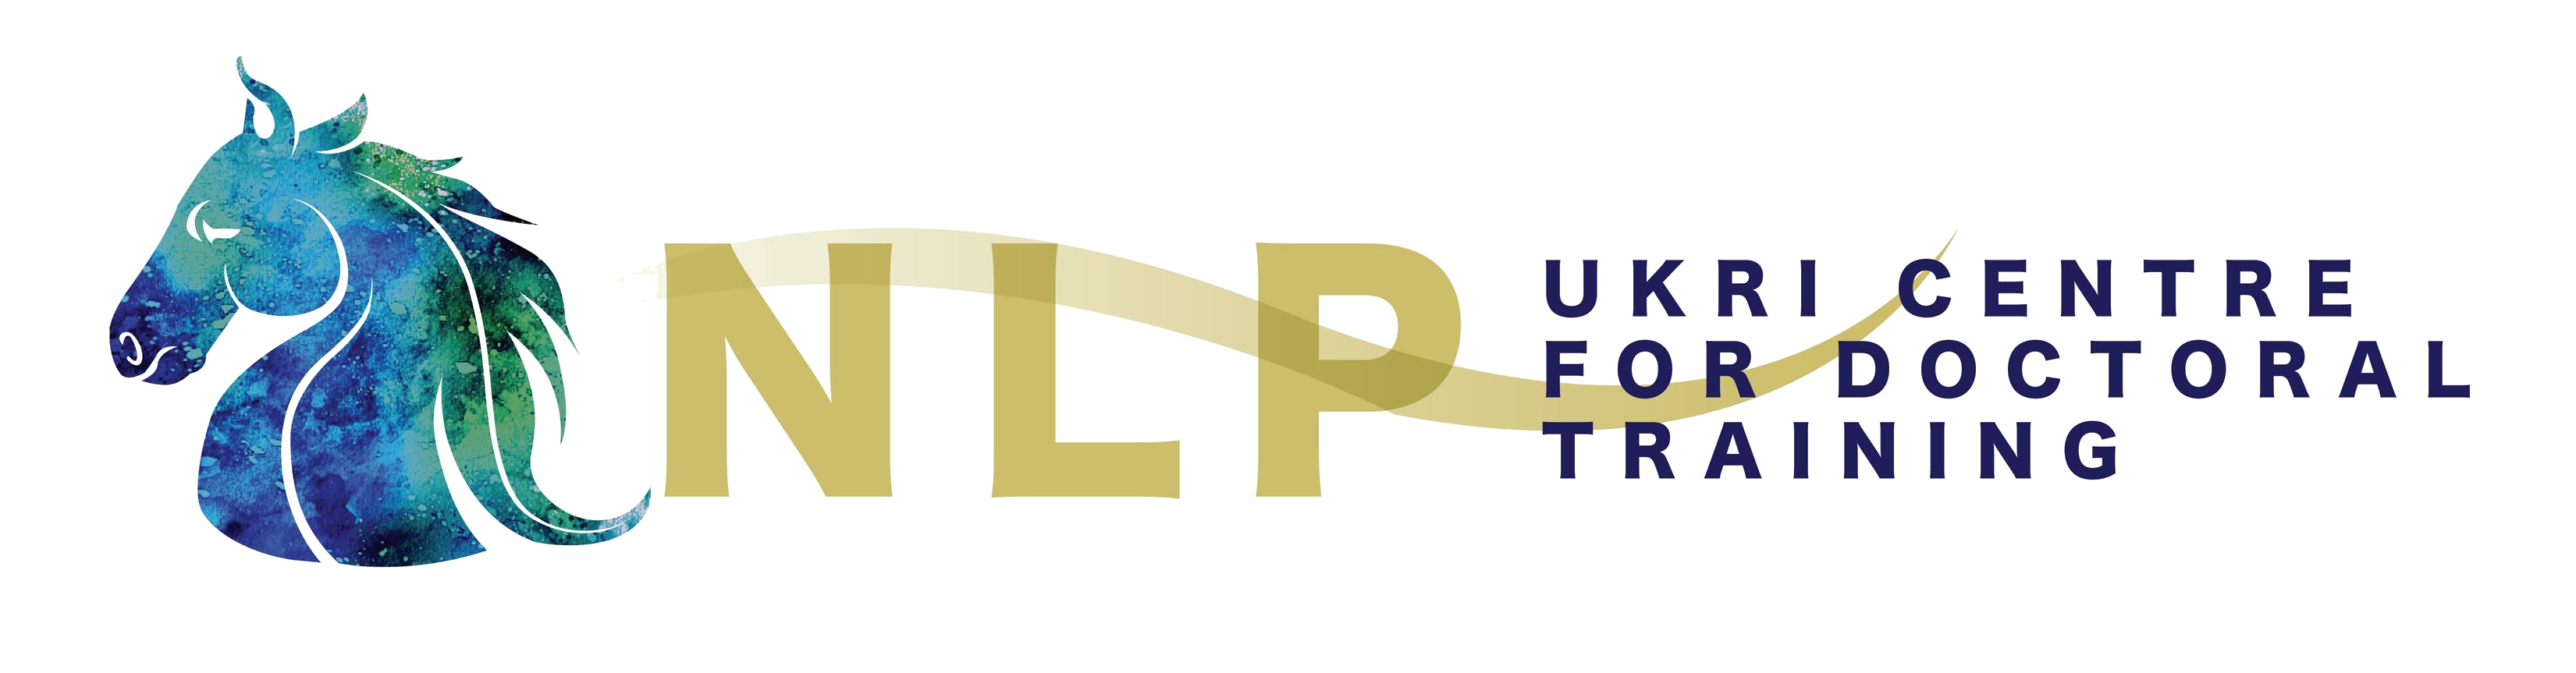 NLP
UKRI CENTRE
FOR DOCTORAL
TRAINING